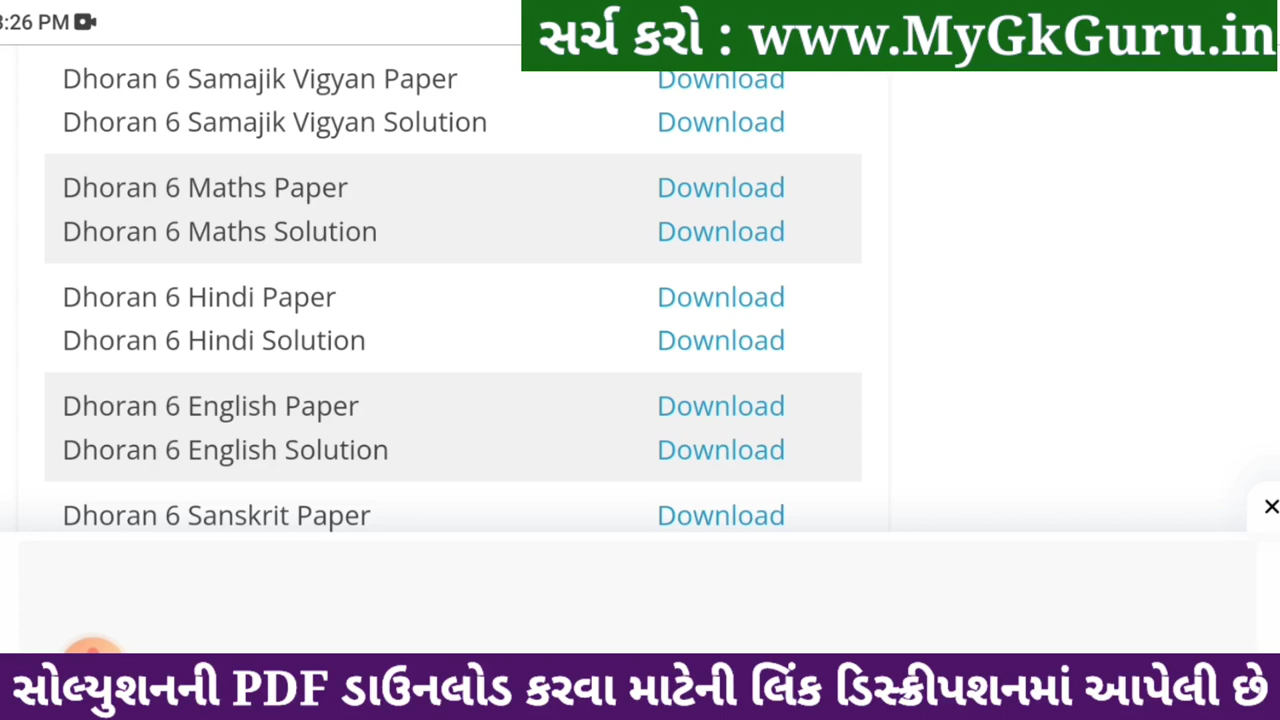 3:26 PM
સર્ચ કરો : www.MyGkGuru.in
Dhoran 6 Samajik Vigyan Paper Download
Dhoran 6 Samajik Vigyan Solution Download
Dhoran 6 Maths Paper Download
Dhoran 6 Maths Solution Download
Dhoran 6 Hindi Paper Download
Dhoran 6 Hindi Solution Download
Dhoran 6 English Paper Download
Dhoran 6 English Solution Download
Dhoran 6 Sanskrit Paper Download
સોલ્યુશનની PDF ડાઉનલોડ કરવા માટેની લિંક ડિસ્ક્રીપશનમાં આપેલી છે